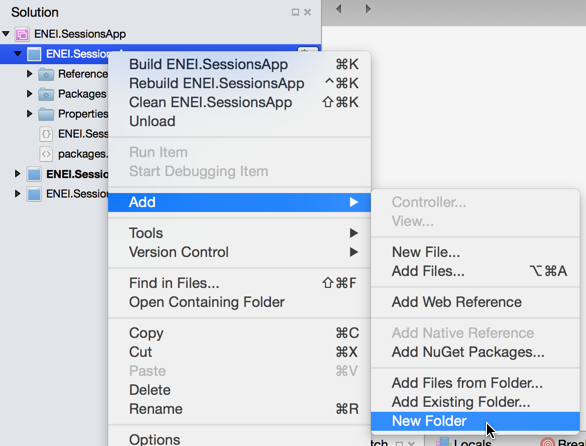 Solution
ENEI.SessionsApp
ENEI.Sessions
Reference
Packages
Properties
ENEI.Sess
packages.
ENEI.Sessio
ENEI.Session
Build ENEI.SessionsApp ⌘K
Rebuild ENEI.SessionsApp ^⌘K
Clean ENEI.SessionsApp ⇧⌘K
Unload
Run Item
Start Debugging Item
Add
Tools
Version Control
Find in Files... ⇧⌘F
Open Containing Folder
Copy ⌘C
Cut ⌘X
Paste ⌘V
Delete
Rename ⌘R
Options
Controller...
View...
New File...
Add Files... ⌥⌘A
Add Web Reference
Add Native Reference
Add NuGet Packages...
Add Files from Folder...
Add Existing Folder...
New Folder
tch Locals Brea